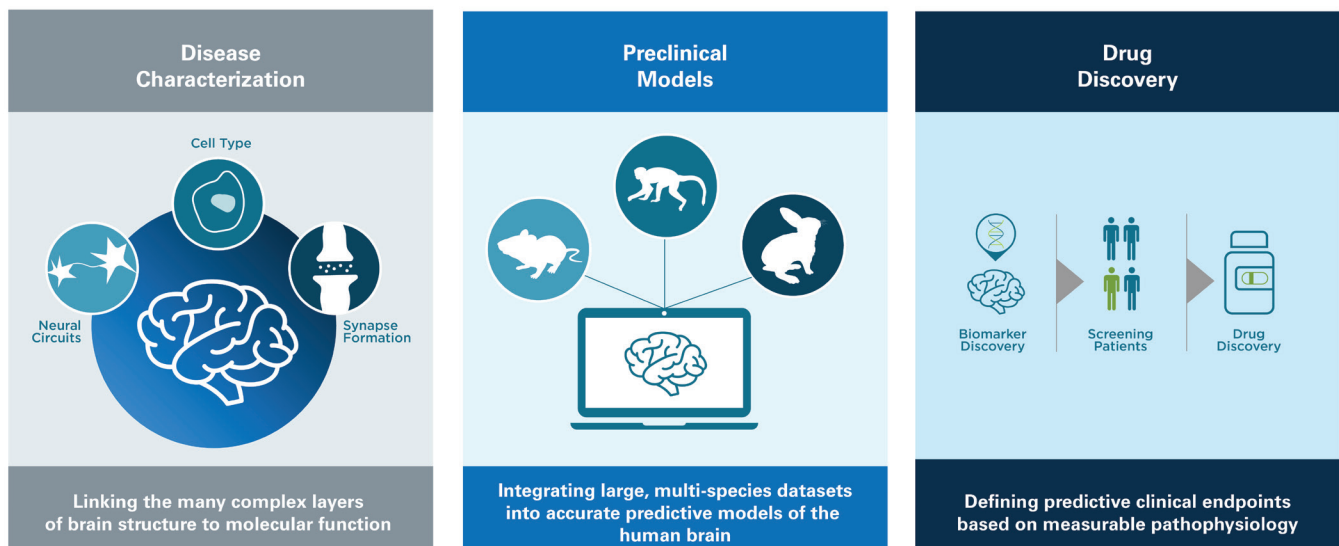 Disease
Characterization
Cell Type
Neural
Circuits
Synapse
Formation
Linking the many complex layers
of brain structure to molecular function
Preclinical
Models
Integrating large, multi-species datasets
into accurate predictive models of the
human brain
Drug
Discovery
Biomarker
Discovery
Screening
Patients
Drug
Discovery
Defining predictive clinical endpoints
based on measurable pathophysiology